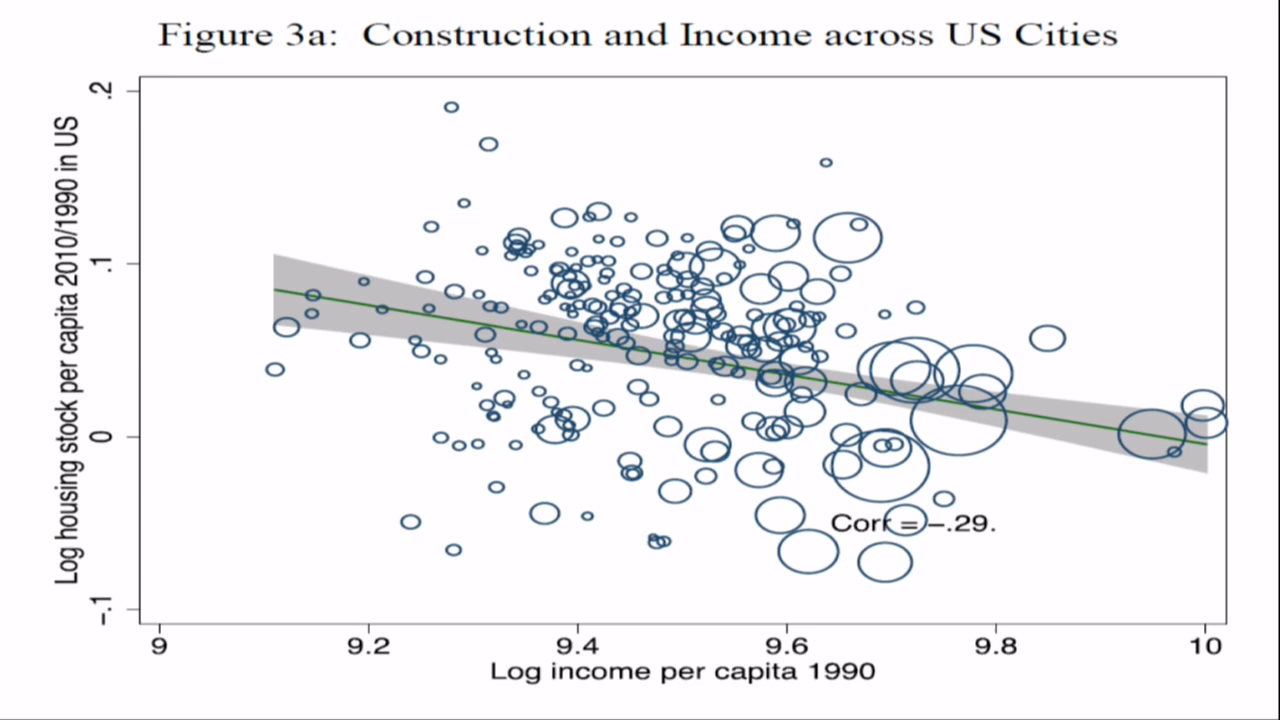 Figure 3a: Construction and Income across US Cities
Log housing stock per capita 2010/1990 in US
.2
.1
0
-.1
Corr = -.29.
9 9.2 9.4 9.6 9.8 10
Log income per capita 1990